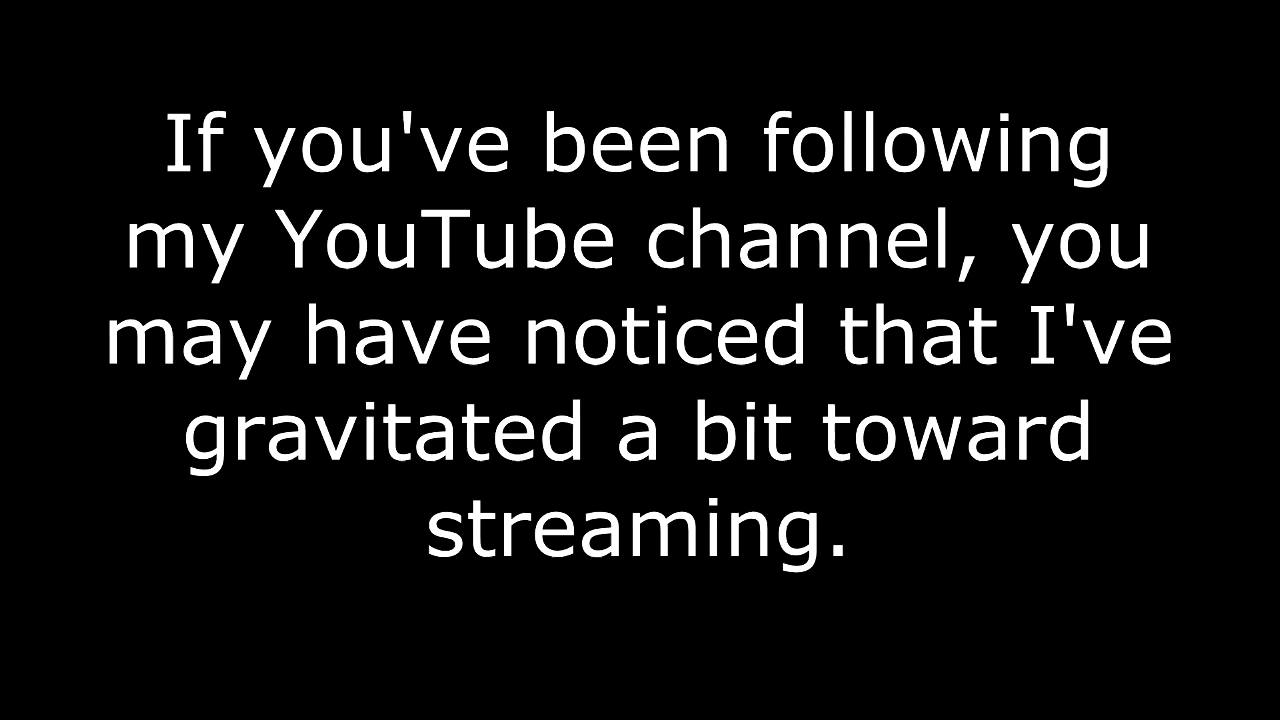 If you've been following
my YouTube channel, you
may have noticed that I've
gravitated a bit toward
streaming.